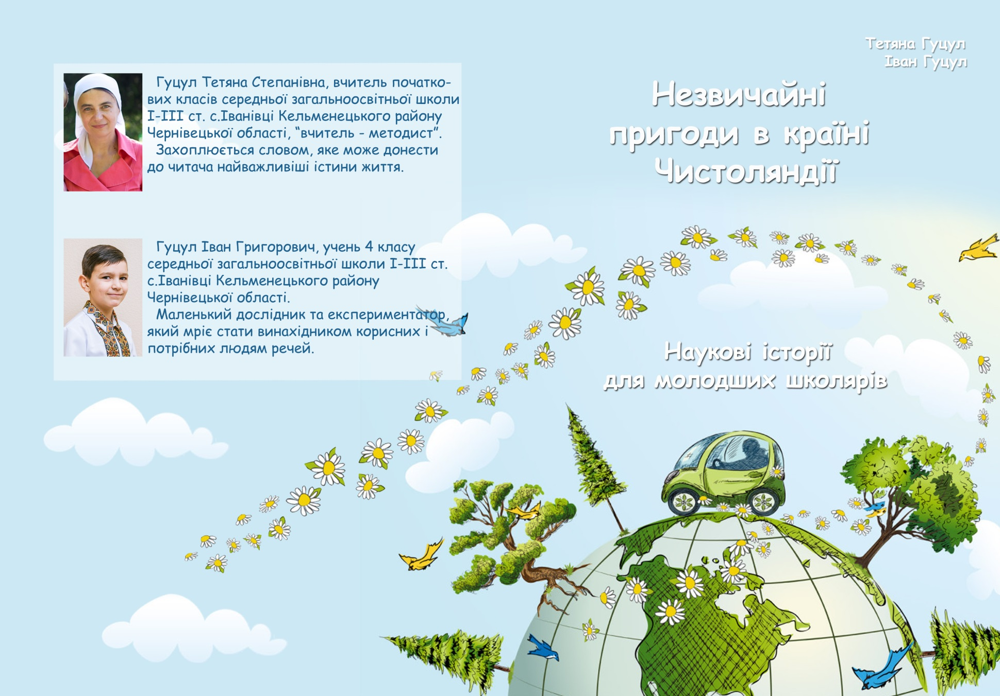 Гуцул Тетяна Степанівна, вчитель початко-
вих класів середньої загальноосвітньої школи
І-ІІІ ст. с.Іванівці Кельменецького району
Чернівецької області, “вчитель - методист”.
Захоплюється словом, яке може донести
до читача найважливіші істини життя.
Гуцул Іван Григорович, учень 4 класу
середньої загальноосвітньої школи І-ІІІ ст.
с.Іванівці Кельменецького району
Чернівецької області.
Маленький дослідник та експериментатор,
який мріє стати винахідником корисних і
потрібних людям речей.
Тетяна Гуцул
Іван Гуцул
Незвичайні
пригоди в країні
Чистоляндії
Наукові історії
для молодших школярів